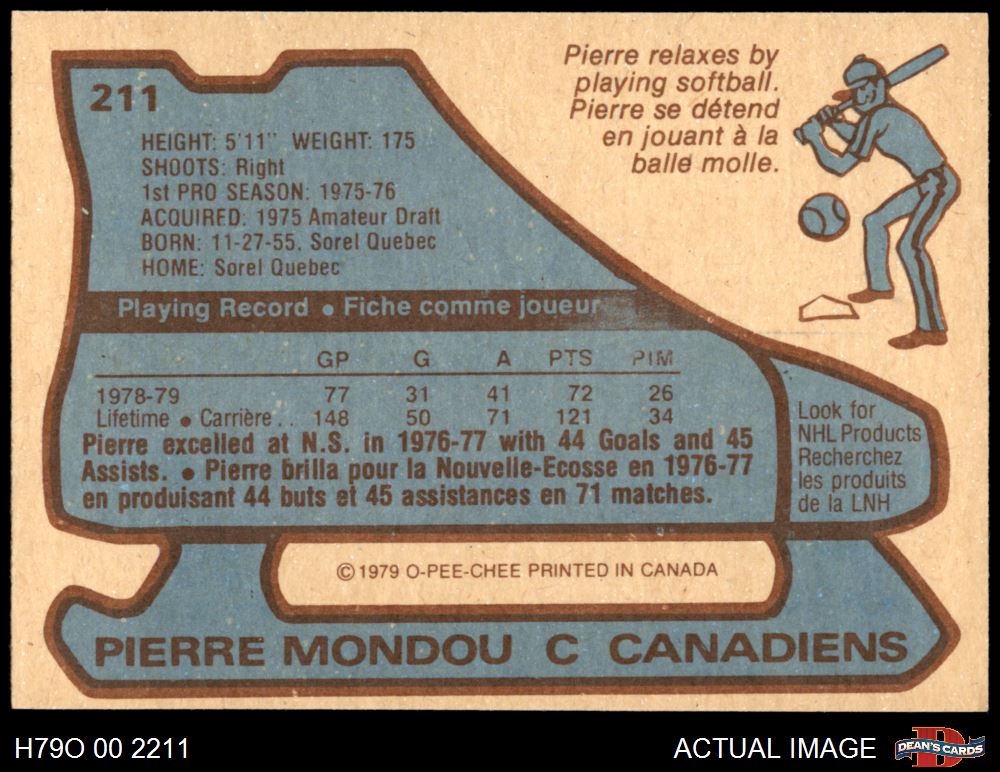 211
Pierre relaxes by
playing softball.
Pierre se détend
en jouant à la
balle molle.
HEIGHT: 5'11" WEIGHT: 175
SHOOTS: Right
1st PRO SEASON: 1975-76
ACQUIRED: 1975 Amateur Draft
BORN: 11-27-55, Sorel Quebec
HOME: Sorel Quebec
Playing Record • Fiche comme joueur
GP G A PTS PIM
1978-79 77 31 41 72 26
Lifetime • Carrière . . 148 50 71 121 34
Pierre excelled at N.S. in 1976-77 with 44 Goals and 45
Assists. • Pierre brilla pour la Nouvelle-Ecosse en 1976-77
en produisant 44 buts et 45 assistances en 71 matches.
Look for
NHL Products
Recherchez
les produits
de la LNH
© 1979 O-PEE-CHEE PRINTED IN CANADA
PIERRE MONDOU C CANADIENS
H79O 00 2211
ACTUAL IMAGE
D
DEAN'S CARDS